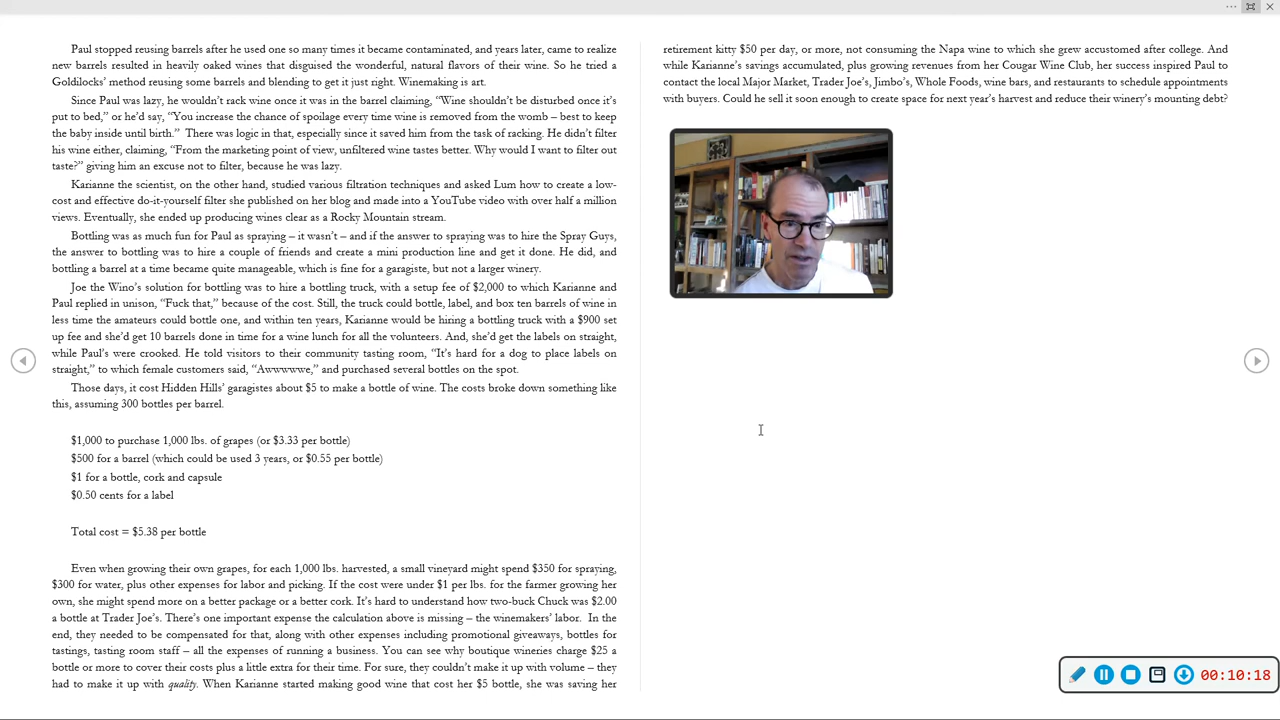 Paul stopped reusing barrels after he used one so many times it became contaminated, and years later, came to realize
new barrels resulted in heavily oaked wines that disguised the wonderful, natural flavors of their wine. So he tried a
Goldilocks’ method reusing some barrels and blending to get it just right. Winemaking is art.
Since Paul was lazy, he wouldn’t rack wine once it was in the barrel claiming, “Wine shouldn’t be disturbed once it’s
put to bed,” or he’d say, “You increase the chance of spoilage every time wine is removed from the womb – best to keep
the baby inside until birth.” There was logic in that, especially since it saved him from the task of racking. He didn’t filter
his wine either, claiming, “From the marketing point of view, unfiltered wine tastes better. Why would I want to filter out
taste?” giving him an excuse not to filter, because he was lazy.
Karianne the scientist, on the other hand, studied various filtration techniques and asked Lum how to create a low-
cost and effective do-it-yourself filter she published on her blog and made into a YouTube video with over half a million
views. Eventually, she ended up producing wines clear as a Rocky Mountain stream.
Bottling was as much fun for Paul as spraying – it wasn’t – and if the answer to spraying was to hire the Spray Guys,
the answer to bottling was to hire a couple of friends and create a mini production line and get it done. He did, and
bottling a barrel at a time became quite manageable, which is fine for a garagiste, but not a larger winery.
Joe the Wino’s solution for bottling was to hire a bottling truck, with a setup fee of $2,000 to which Karianne and
Paul replied in unison, “Fuck that,” because of the cost. Still, the truck could bottle, label, and box ten barrels of wine in
less time the amateurs could bottle one, and within ten years, Karianne would be hiring a bottling truck with a $900 set
up fee and she’d get 10 barrels done in time for a wine lunch for all the volunteers. And, she’d get the labels on straight,
while Paul’s were crooked. He told visitors to their community tasting room, “It’s hard for a dog to place labels on
straight,” to which female customers said, “Awwwwwe,” and purchased several bottles on the spot.
Those days, it cost Hidden Hills’ garagistes about $5 to make a bottle of wine. The costs broke down something like
this, assuming 300 bottles per barrel.
$1,000 to purchase 1,000 lbs. of grapes (or $3.33 per bottle)
$500 for a barrel (which could be used 3 years, or $0.55 per bottle)
$1 for a bottle, cork and capsule
$0.50 cents for a label
Total cost = $5.38 per bottle
Even when growing their own grapes, for each 1,000 lbs. harvested, a small vineyard might spend $350 for spraying,
$300 for water, plus other expenses for labor and picking. If the cost were under $1 per lbs. for the farmer growing her
own, she might spend more on a better package or a better cork. It’s hard to understand how two-buck Chuck was $2.00
a bottle at Trader Joe’s. There’s one important expense the calculation above is missing – the winemakers’ labor. In the
end, they needed to be compensated for that, along with other expenses including promotional giveaways, bottles for
tastings, tasting room staff – all the expenses of running a business. You can see why boutique wineries charge $25 a
bottle or more to cover their costs plus a little extra for their time. For sure, they couldn’t make it up with volume – they
had to make it up with quality. When Karianne started making good wine that cost her $5 bottle, she was saving her
retirement kitty $50 per day, or more, not consuming the Napa wine to which she grew accustomed after college. And
while Karianne’s savings accumulated, plus growing revenues from her Cougar Wine Club, her success inspired Paul to
contact the local Major Market, Trader Joe’s, Jimbo’s, Whole Foods, wine bars, and restaurants to schedule appointments
with buyers. Could he sell it soon enough to create space for next year’s harvest and reduce their winery’s mounting debt?
00:10:18